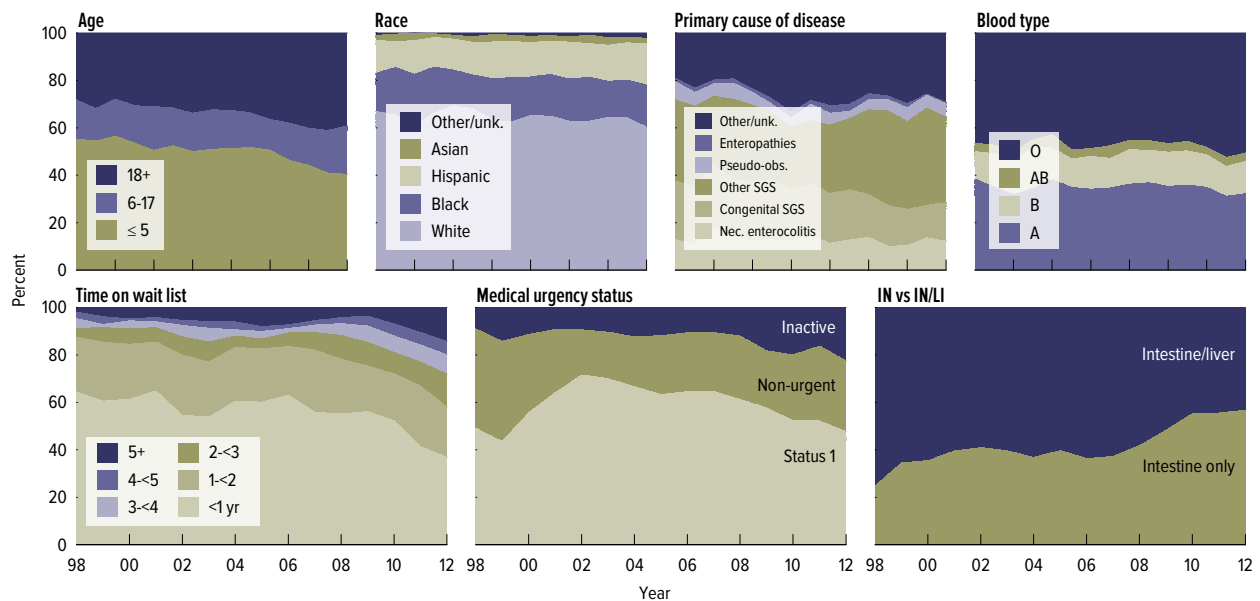 Age
Race
Primary cause of disease
Blood type
Percent
100
80
60
40
20
0
18+
6-17
≤ 5
Other/unk.
Asian
Hispanic
Black
White
Other/unk.
Enteropathies
Pseudo-obs.
Other SGS
Congenital SGS
Nec. enterocolitis
O
AB
B
A
Time on wait list
Medical urgency status
IN vs IN/LI
100
80
60
40
20
0
5+
4-<5
3-<4
2-<3
1-<2
<1 yr
Inactive
Non-urgent
Status 1
Intestine/liver
Intestine only
98 00 02 04 06 08 10 12
98 00 02 04 06 08 10 12
98 00 02 04 06 08 10 12
Year